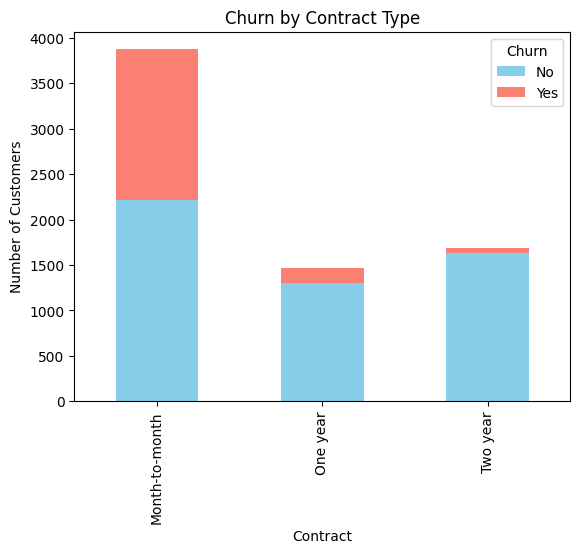 Churn by Contract Type
Number of Customers
4000
3500
3000
2500
2000
1500
1000
500
0
Churn
No
Yes
Month-to-month
One year
Two year
Contract